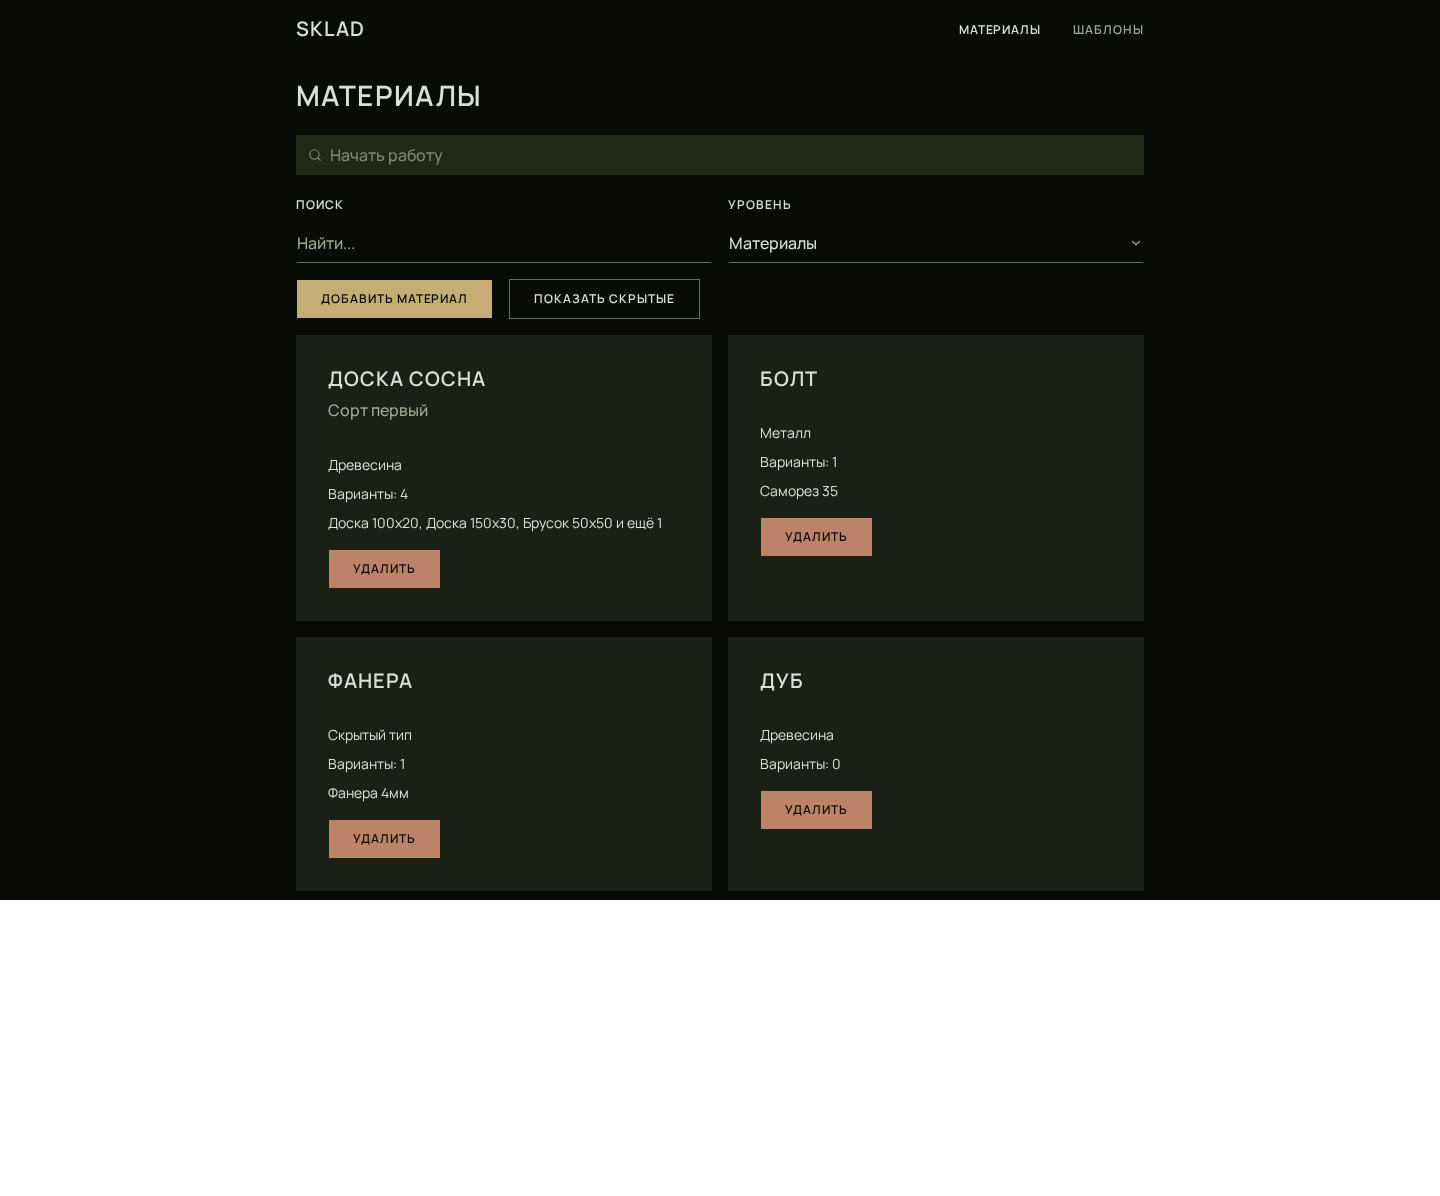 SKLAD
МАТЕРИАЛЫ
ШАБЛОНЫ
МАТЕРИАЛЫ
Начать работу
ПОИСК
УРОВЕНЬ
Найти...
Материалы
ДОБАВИТЬ МАТЕРИАЛ
ПОКАЗАТЬ СКРЫТЫЕ
ДОСКА СОСНА
Сорт первый
Древесина
Варианты: 4
Доска 100x20, Доска 150x30, Брусок 50x50 и ещё 1
УДАЛИТЬ
БОЛТ
Металл
Варианты: 1
Саморез 35
УДАЛИТЬ
ФАНЕРА
Скрытый тип
Варианты: 1
Фанера 4мм
УДАЛИТЬ
ДУБ
Древесина
Варианты: 0
УДАЛИТЬ